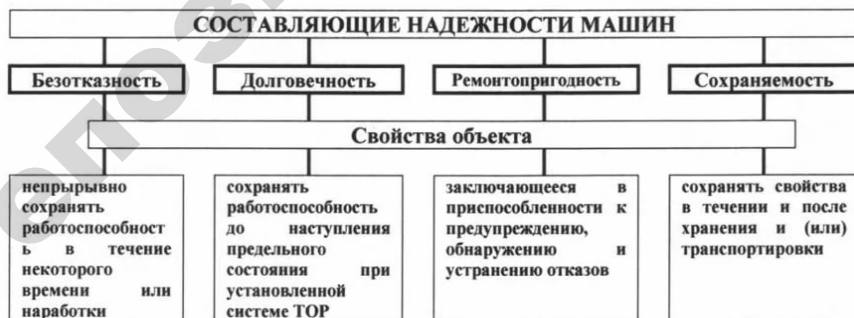 СОСТАВЛЯЮЩИЕ НАДЕЖНОСТИ МАШИН
Безотказность
Долговечность
Ремонтопригодность
Сохраняемость
Свойства объекта
непрырывно
сохранять
работоспособност
ь в течение
некоторого
времени или
наработки
сохранять
работоспособность
до наступления
предельного
состояния при
установленной
системе ТОР
заключающееся в
приспособленности к
предупреждению,
обнаружению и
устранению отказов
сохранять свойства
в течении и после
хранения и (или)
транспортировки